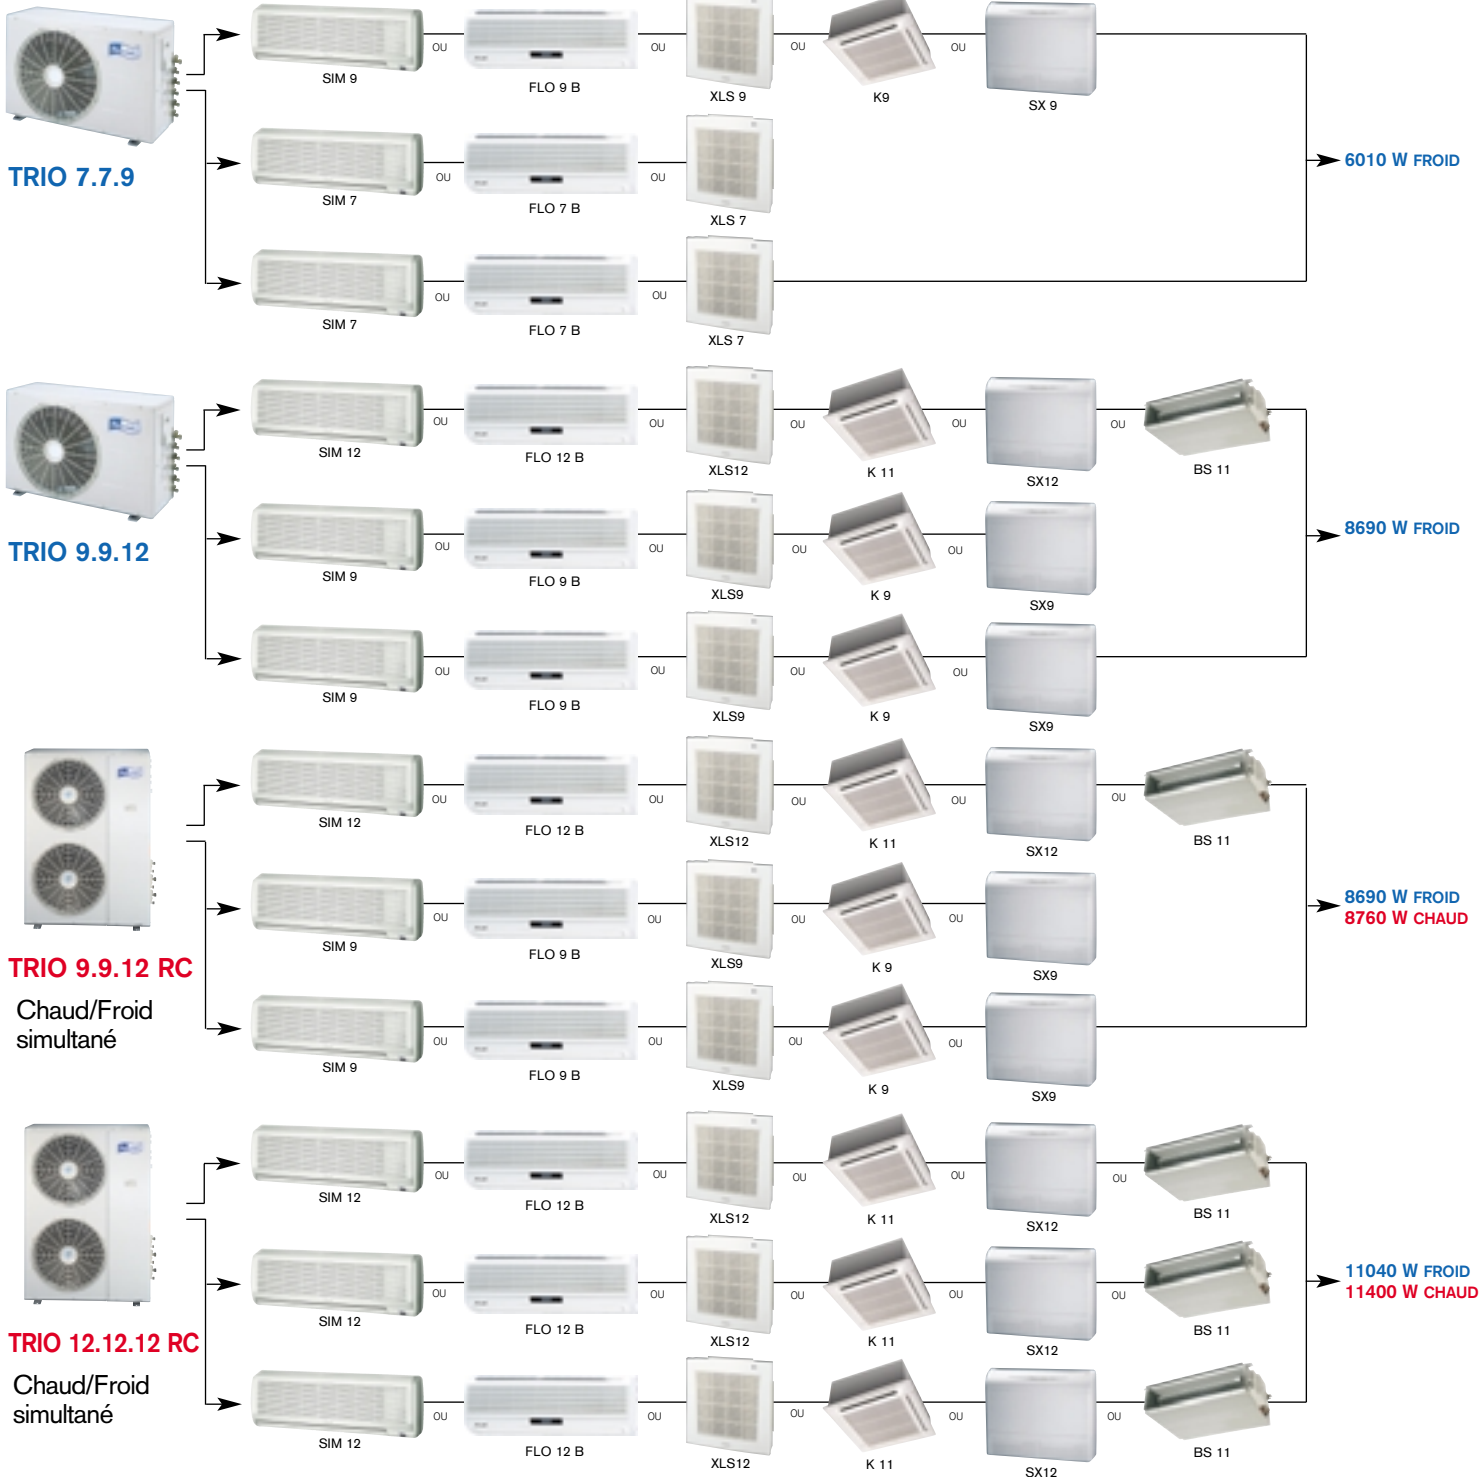 OU OU OU OU
SIM 9 FLO 9 B XLS 9 K9 SX 9
TRIO 7.7.9
OU OU
SIM 7 FLO 7 B XLS 7
6010 W FROID
OU OU
SIM 7 FLO 7 B XLS 7
OU OU OU OU OU
SIM 12 FLO 12 B XLS12 K 11 SX12 BS 11
TRIO 9.9.12
OU OU OU OU
SIM 9 FLO 9 B XLS9 K 9 SX9
8690 W FROID
OU OU OU OU
SIM 9 FLO 9 B XLS9 K 9 SX9
OU OU OU OU OU
SIM 12 FLO 12 B XLS12 K 11 SX12 BS 11
OU OU OU OU
SIM 9 FLO 9 B XLS9 K 9 SX9
8690 W FROID
8760 W CHAUD
TRIO 9.9.12 RC
Chaud/Froid
simultané
OU OU OU OU
SIM 9 FLO 9 B XLS9 K 9 SX9
OU OU OU OU OU
SIM 12 FLO 12 B XLS12 K 11 SX12 BS 11
OU OU OU OU OU
SIM 12 FLO 12 B XLS12 K 11 SX12 BS 11
11040 W FROID
11400 W CHAUD
TRIO 12.12.12 RC
Chaud/Froid
simultané
OU OU OU OU OU
SIM 12 FLO 12 B XLS12 K 11 SX12 BS 11